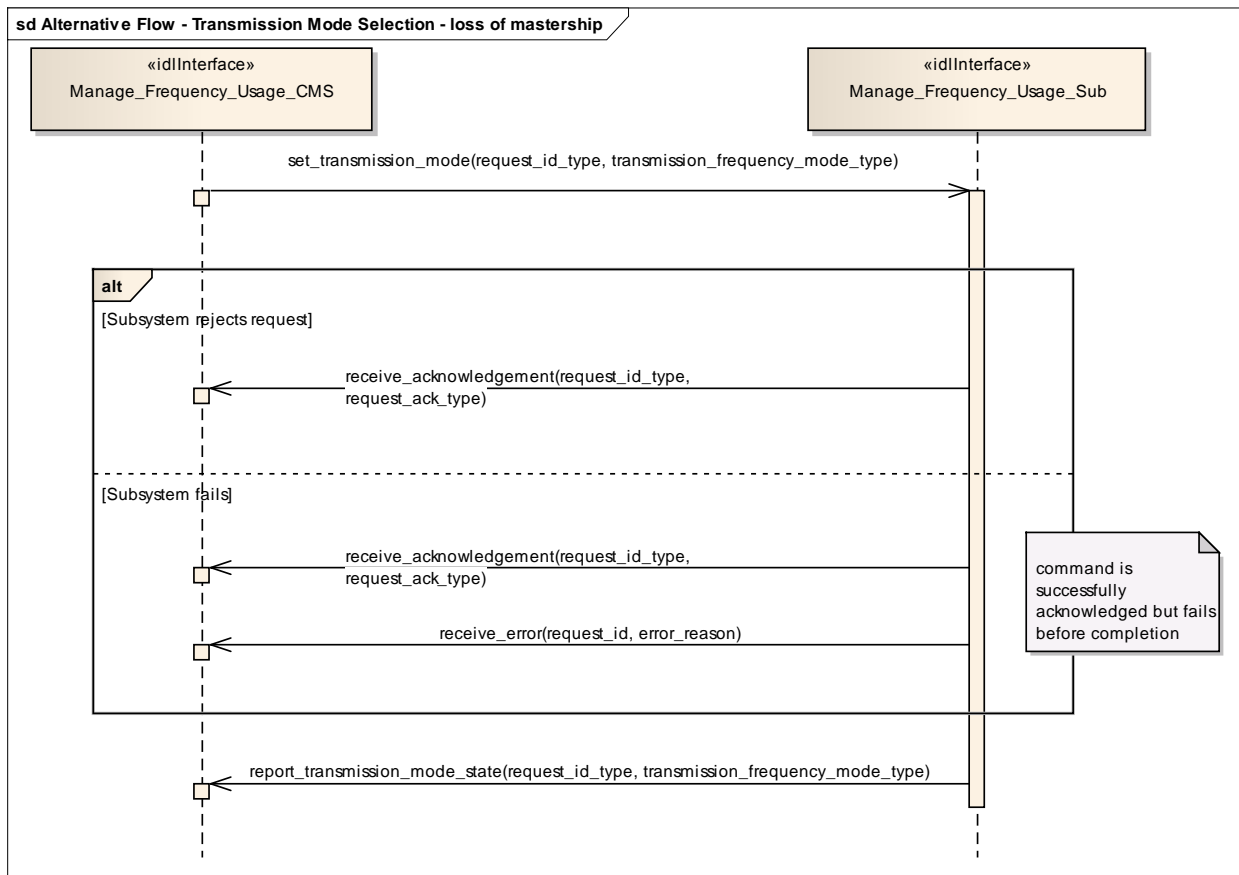 sd Alternative Flow - Transmission Mode Selection - loss of mastership
«idlInterface»
Manage_Frequency_Usage_CMS
«idlInterface»
Manage_Frequency_Usage_Sub
set_transmission_mode(request_id_type, transmission_frequency_mode_type)
alt
[Subsystem rejects request]
receive_acknowledgement(request_id_type,
request_ack_type)
[Subsystem fails]
receive_acknowledgement(request_id_type,
request_ack_type)
command is
successfully
acknowledged but fails
before completion
receive_error(request_id, error_reason)
report_transmission_mode_state(request_id_type, transmission_frequency_mode_type)